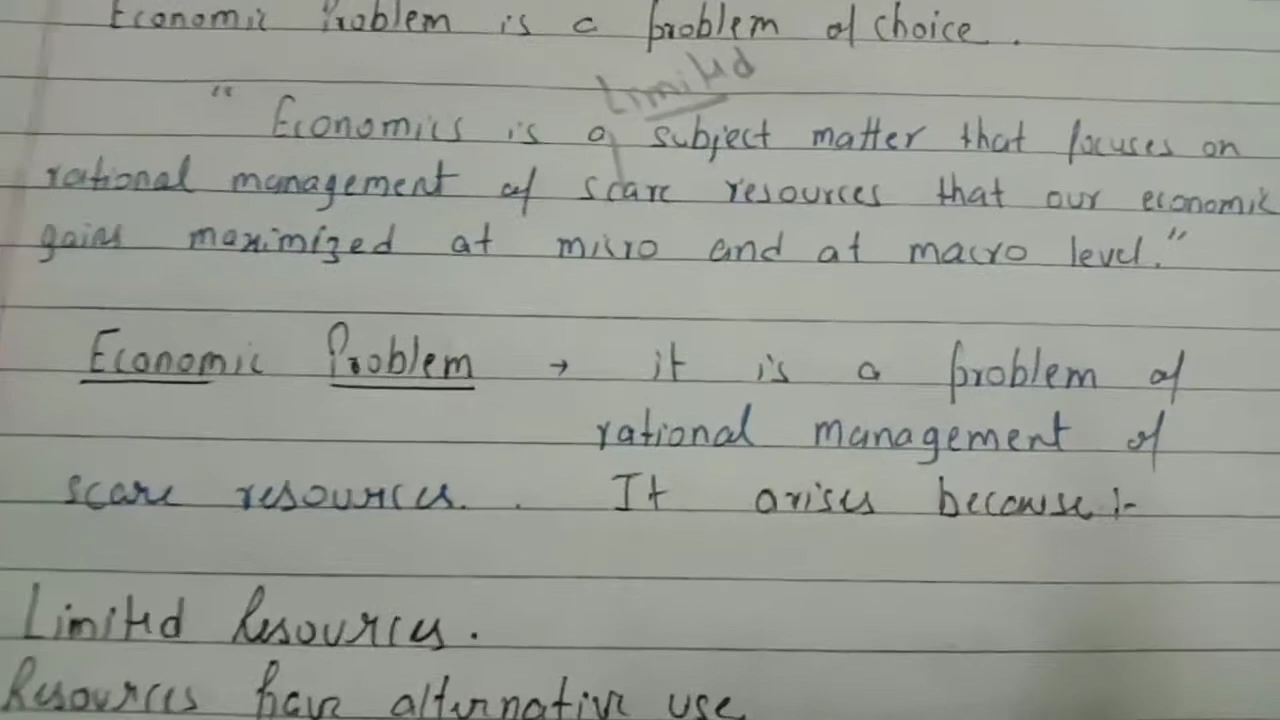 Economic Problem is a problem of choice.
Limited
"Economics is a subject matter that focuses on
rational management of scare resources that our economic
gains maximized at micro and at macro level."
Economic Problem → it is a problem of
rational management of
scare resources. . It arises because :-
Limited Resources.
Resources have alternative use